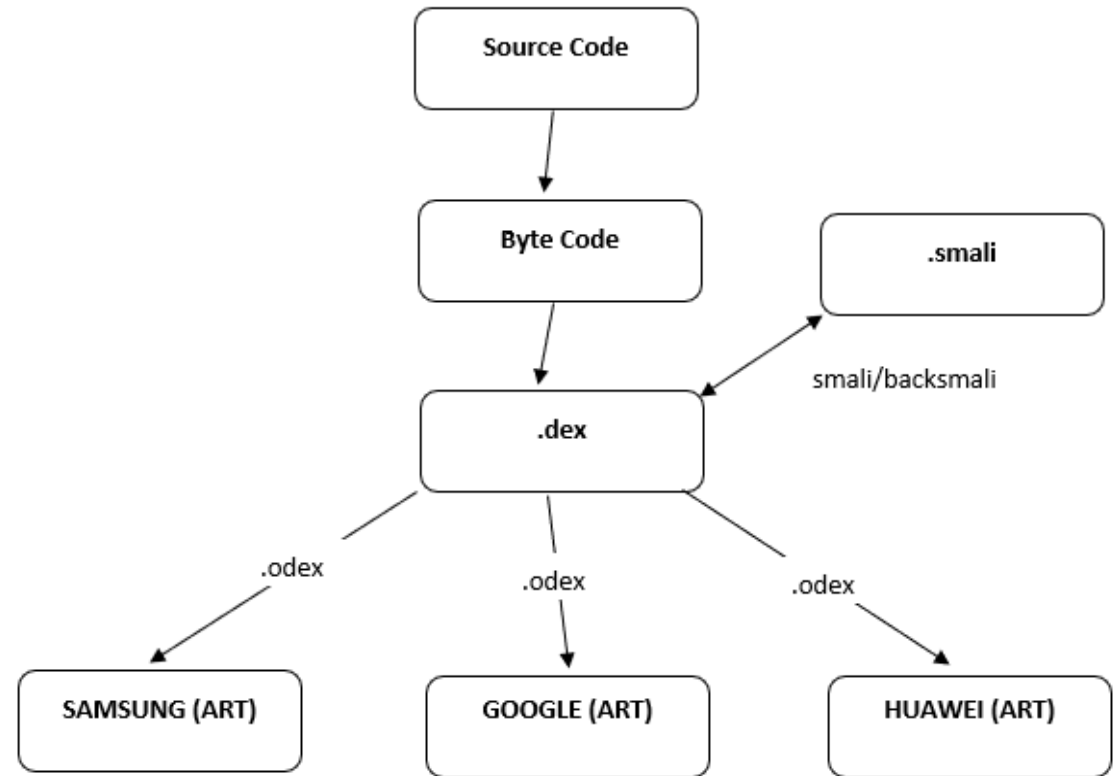 Source Code
Byte Code
.smali
smali/backsmali
.dex
.odex
.odex
.odex
SAMSUNG (ART)
GOOGLE (ART)
HUAWEI (ART)